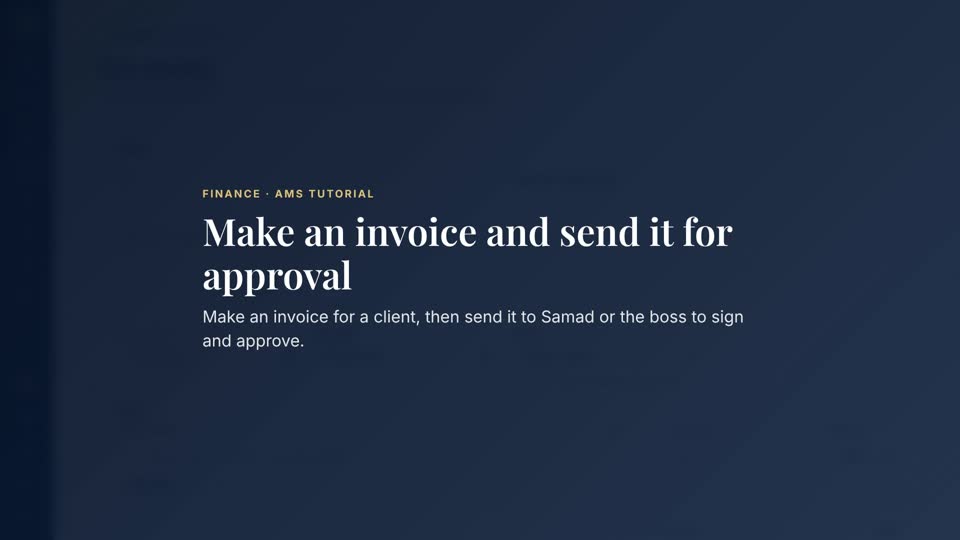 FINANCE · AMS TUTORIAL
Make an invoice and send it for
approval
Make an invoice for a client, then send it to Samad or the boss to sign
and approve.